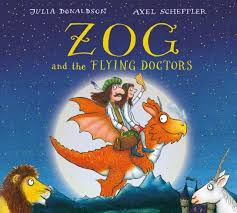 JULIA DONALDSON AXEL SCHEFFLER
ZOG
and the FLYING DOCTORS